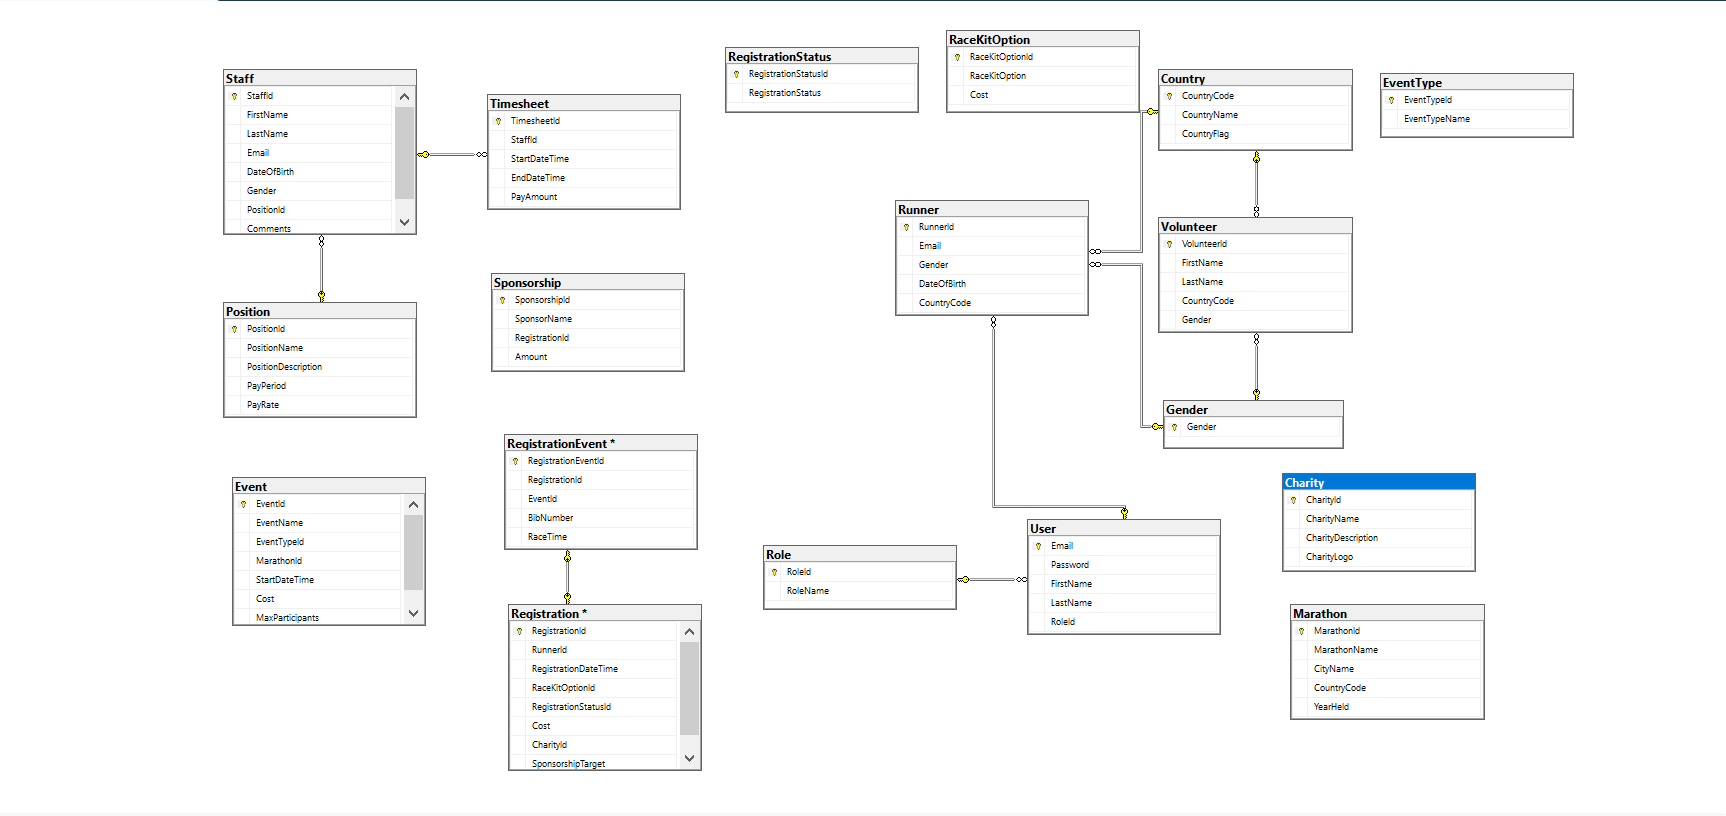 Staff
StaffId
FirstName
LastName
Email
DateOfBirth
Gender
PositionId
Comments
Timesheet
TimesheetId
StaffId
StartDateTime
EndDateTime
PayAmount
RegistrationStatus
RegistrationStatusId
RegistrationStatus
RaceKitOption
RaceKitOptionId
RaceKitOption
Cost
Country
CountryCode
CountryName
CountryFlag
EventType
EventTypeId
EventTypeName
Runner
RunnerId
Email
Gender
DateOfBirth
CountryCode
Volunteer
VolunteerId
FirstName
LastName
CountryCode
Gender
Position
PositionId
PositionName
PositionDescription
PayPeriod
PayRate
Sponsorship
SponsorshipId
SponsorName
RegistrationId
Amount
Gender
Gender
RegistrationEvent *
RegistrationEventId
RegistrationId
EventId
BibNumber
RaceTime
Event
EventId
EventName
EventTypeId
MarathonId
StartDateTime
Cost
MaxParticipants
Charity
CharityId
CharityName
CharityDescription
CharityLogo
Role
RoleId
RoleName
User
Email
Password
FirstName
LastName
RoleId
Registration *
RegistrationId
RunnerId
RegistrationDateTime
RaceKitOptionId
RegistrationStatusId
Cost
CharityId
SponsorshipTarget
Marathon
MarathonId
MarathonName
CityName
CountryCode
YearHeld